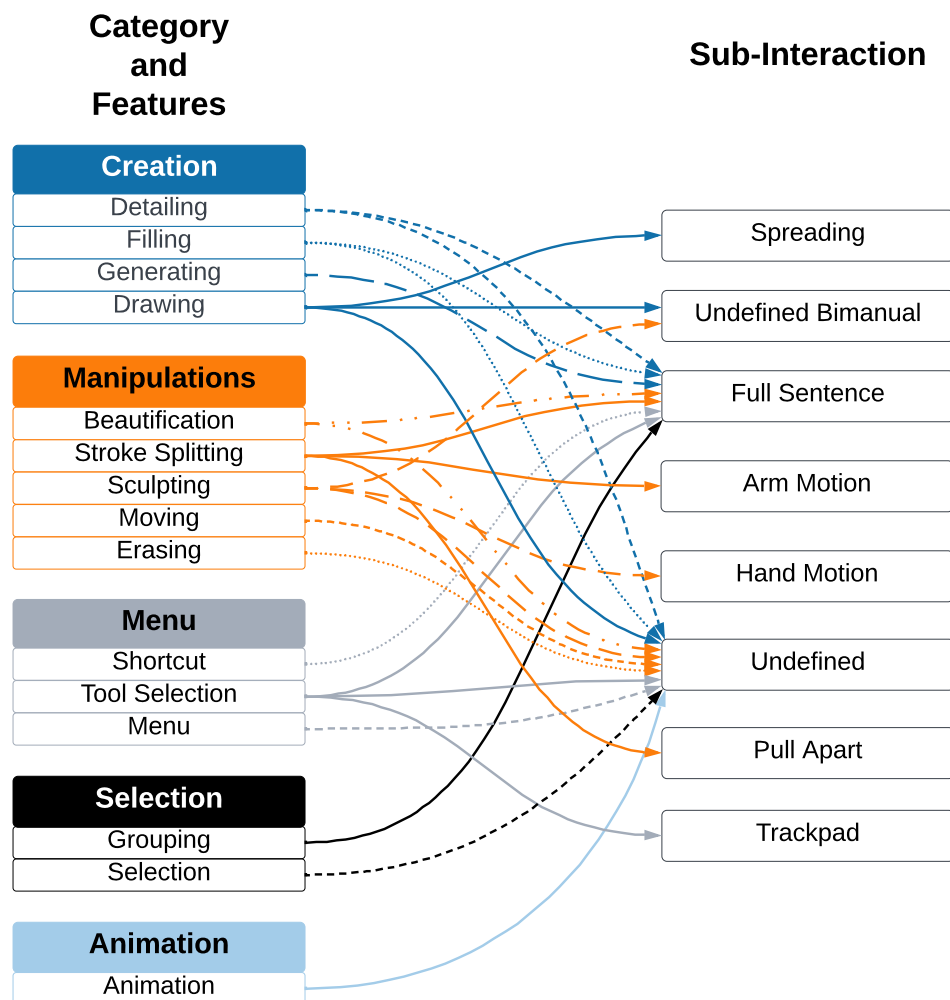 Category
and
Features
Sub-Interaction
Creation
Detailing
Filling
Generating
Drawing
Manipulations
Beautification
Stroke Splitting
Sculpting
Moving
Erasing
Menu
Shortcut
Tool Selection
Menu
Selection
Grouping
Selection
Animation
Animation
Spreading
Undefined Bimanual
Full Sentence
Arm Motion
Hand Motion
Undefined
Pull Apart
Trackpad